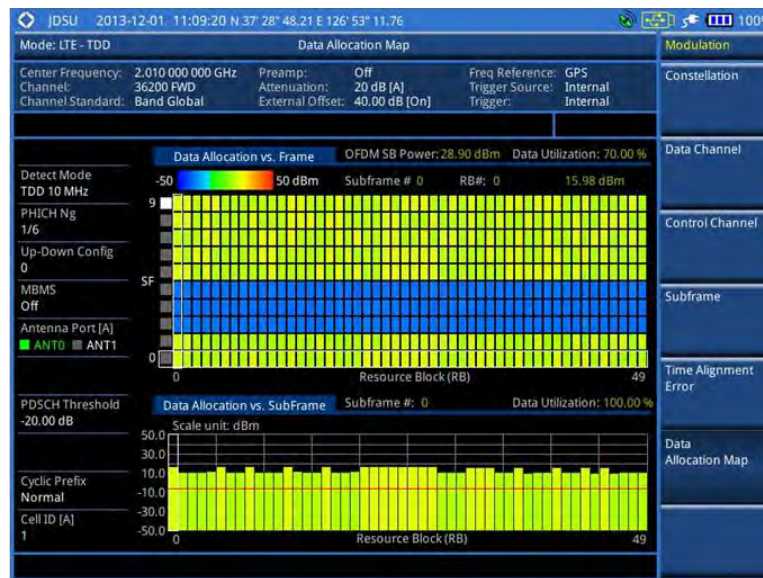 JDSU 2013-12-01 11:09:20 N 37° 28" 48.21 E 126° 53" 11.76 100%
Mode: LTE - TDD Data Allocation Map Modulation
Center Frequency: 2.010 000 000 GHz Preamp: Off Freq Reference: GPS
Channel: 36200 FWD Attenuation: 20 dB [A] Trigger Source: Internal
Channel Standard: Band Global External Offset: 40.00 dB [On] Trigger: Internal
Constellation
Data Channel
Control Channel
Subframe
Time Alignment
Error
Data
Allocation Map
Detect Mode
TDD 10 MHz
PHICH Ng
1/6
Up-Down Config
0
MBMS
Off
Antenna Port [A]
ANT0 ANT1
PDSCH Threshold
-20.00 dB
Cyclic Prefix
Normal
Cell ID [A]
1
Data Allocation vs. Frame OFDM SB Power: 28.90 dBm Data Utilization: 70.00 %
-50 50 dBm Subframe # 0 RB#: 0 15.98 dBm
9
SF
0
0 Resource Block (RB) 49
Data Allocation vs. SubFrame Subframe #: 0 Data Utilization: 100.00 %
Scale unit: dBm
50.0
30.0
10.0
-10.0
-30.0
-50.0
0 Resource Block (RB) 49